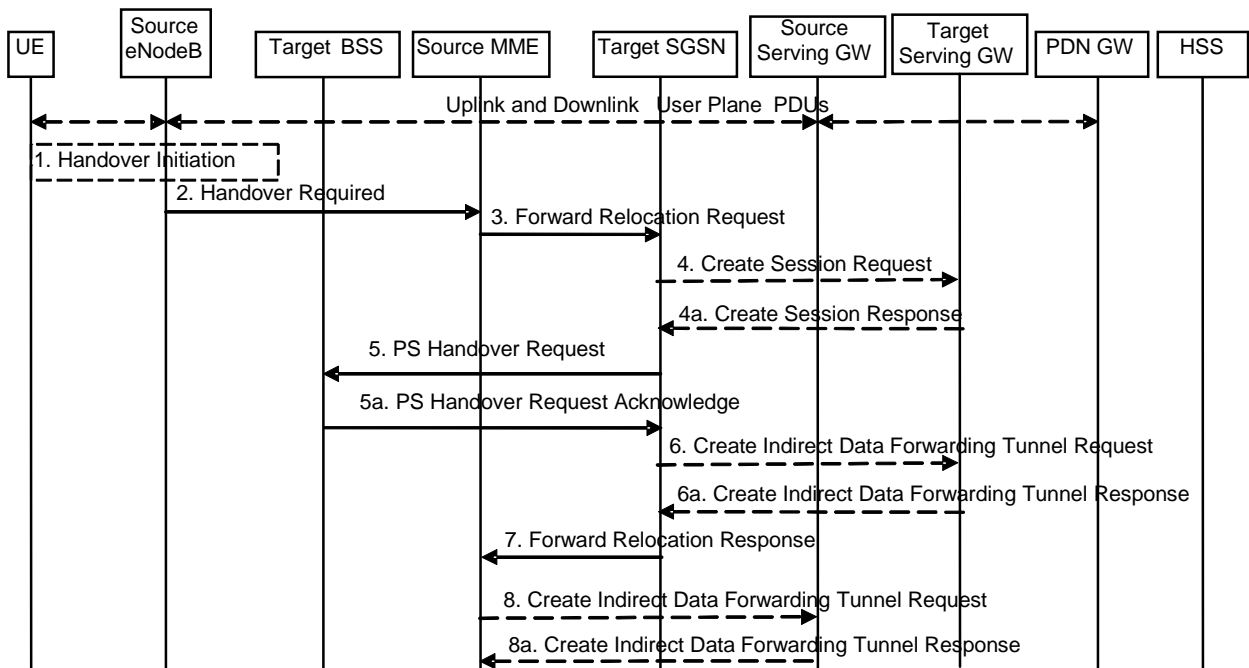 UE
Source
eNodeB
Target BSS
Source MME
Target SGSN
Source
Serving GW
Target
Serving GW
PDN GW
HSS
Uplink and Downlink User Plane PDUs
1. Handover Initiation
2. Handover Required
3. Forward Relocation Request
4. Create Session Request
4a. Create Session Response
5. PS Handover Request
5a. PS Handover Request Acknowledge
6. Create Indirect Data Forwarding Tunnel Request
6a. Create Indirect Data Forwarding Tunnel Response
7. Forward Relocation Response
8. Create Indirect Data Forwarding Tunnel Request
8a. Create Indirect Data Forwarding Tunnel Response